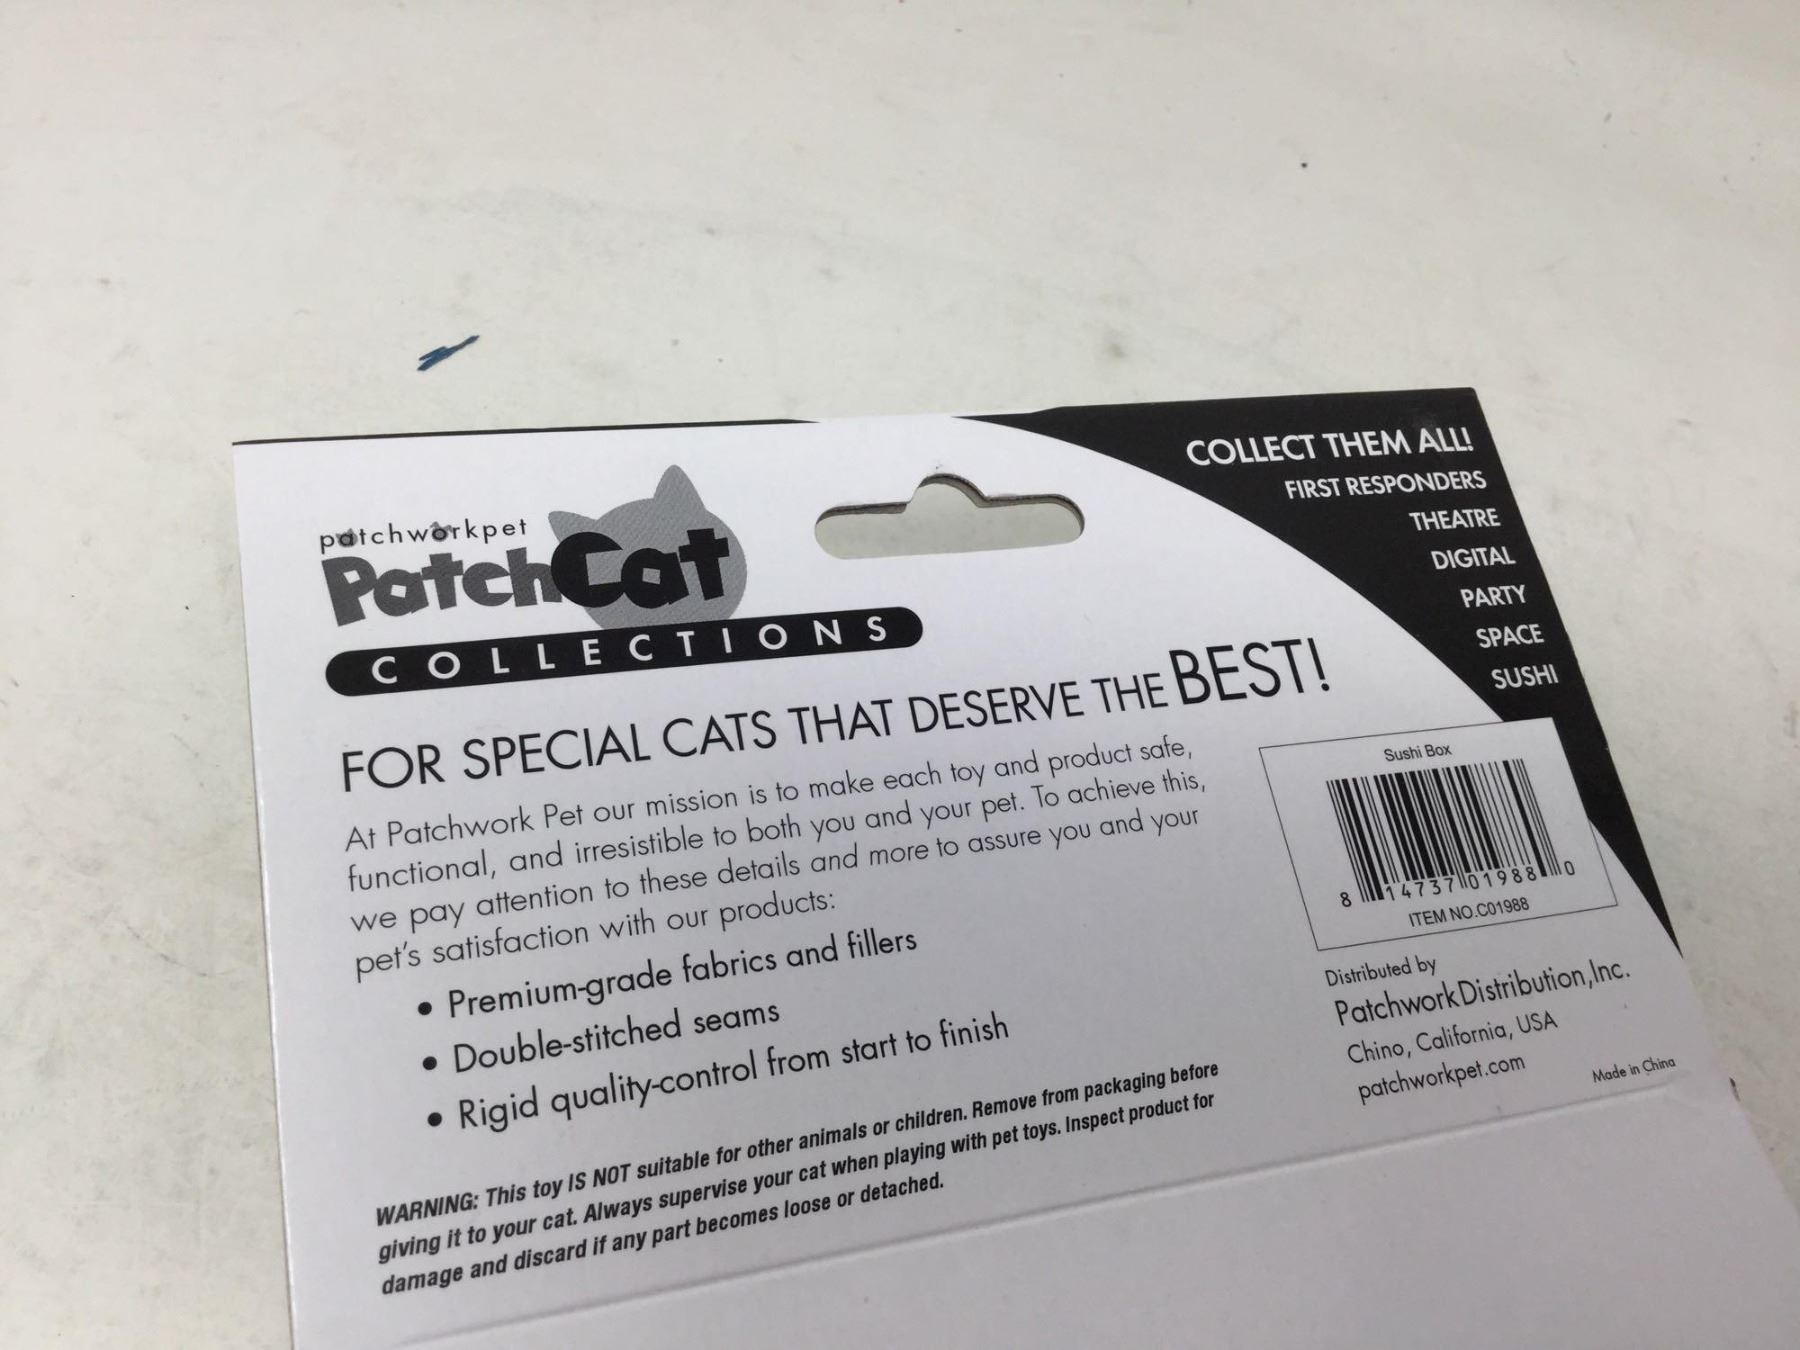 patchworkpet
PatchCat
COLLECTIONS
FOR SPECIAL CATS THAT DESERVE THE BEST!
At Patchwork Pet our mission is to make each toy and product safe,
functional, and irresistible to both you and your pet. To achieve this,
we pay attention to these details and more to assure you and your
pet's satisfaction with our products:
• Premium-grade fabrics and fillers
• Double-stitched seams
• Rigid quality-control from start to finish
WARNING: This toy IS NOT suitable for other animals or children. Remove from packaging before
giving it to your cat. Always supervise your cat when playing with pet toys. Inspect product for
damage and discard if any part becomes loose or detached.
COLLECT THEM ALL!
FIRST RESPONDERS
THEATRE
DIGITAL
PARTY
SPACE
SUSHI
Sushi Box
8 14737 01988 0
ITEM NO.C01988
Distributed by
PatchworkDistribution,Inc.
Chino, California, USA
patchworkpet.com
Made in China